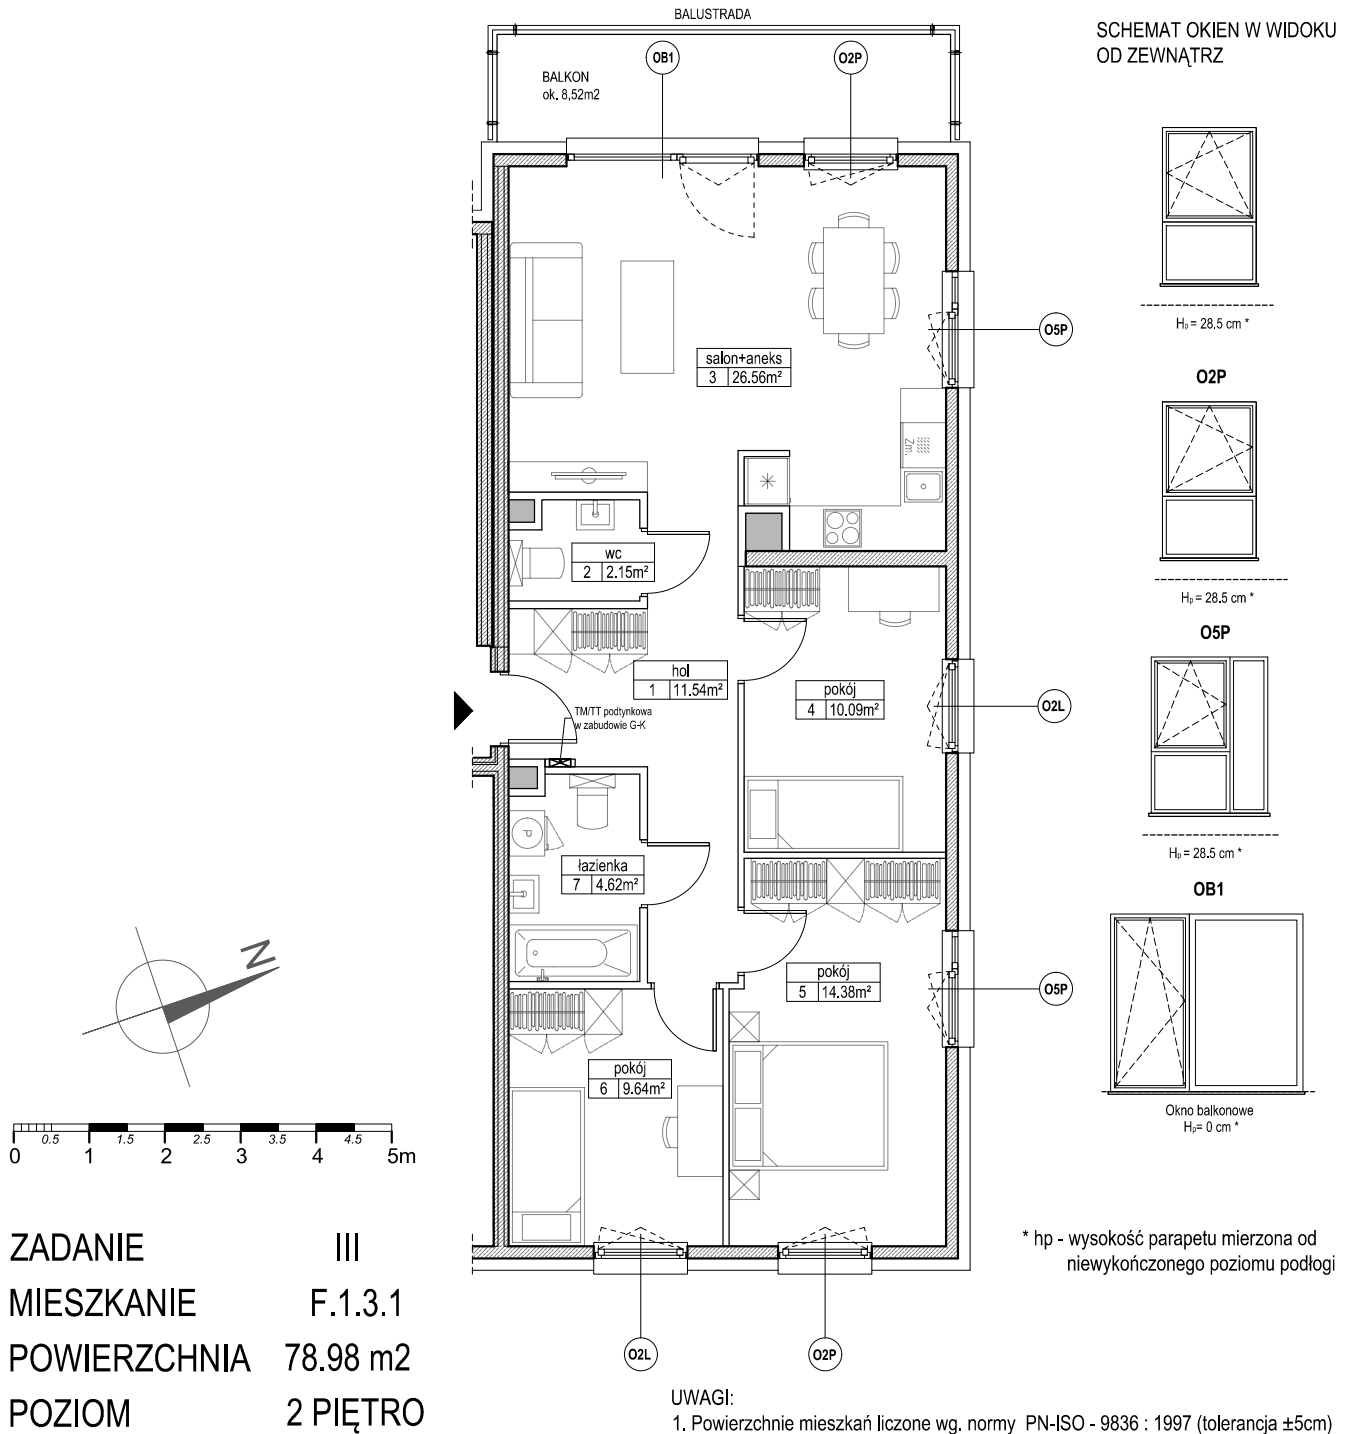 BALUSTRADA
SCHEMAT OKIEN W WIDOKU
OD ZEWNĄTRZ
OB1
O2P
BALKON
ok. 8,52m2
Hp = 28.5 cm *
O5P
salon+aneks
3 26.56m²
O2P
Zm.
Hp = 28.5 cm *
wc
2 2.15m²
O5P
hol
1 11.54m²
pokój
4 10.09m²
O2L
TM/TT podtynkowa
w zabudowie G-K
P
Hp = 28.5 cm *
łazienka
7 4.62m²
OB1
N
pokój
5 14.38m²
O5P
pokój
6 9.64m²
Okno balkonowe
Hp= 0 cm *
0.5 1.5 2.5 3.5 4.5
0 1 2 3 4 5m
* hp - wysokość parapetu mierzona od
niewykończonego poziomu podłogi
ZADANIE III
MIESZKANIE F.1.3.1
POWIERZCHNIA 78.98 m2
POZIOM 2 PIĘTRO
O2L
O2P
UWAGI:
1. Powierzchnie mieszkań liczone wg. normy PN-ISO - 9836 : 1997 (tolerancja ±5cm)